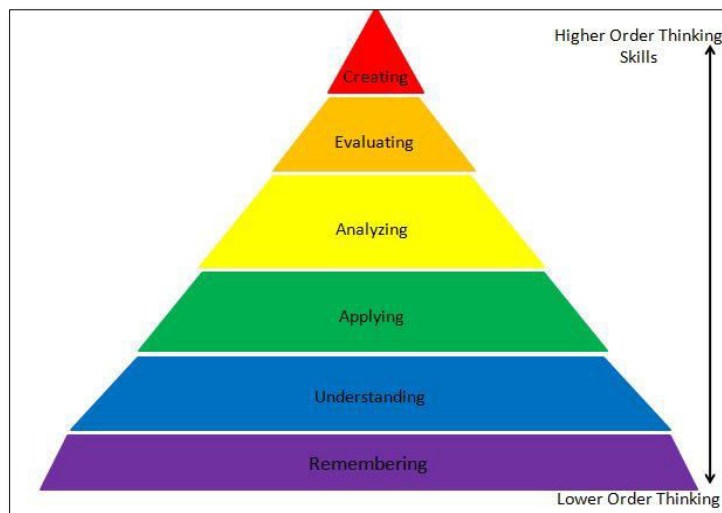 Higher Order Thinking
Skills
Creating
Evaluating
Analyzing
Applying
Understanding
Remembering
Lower Order Thinking